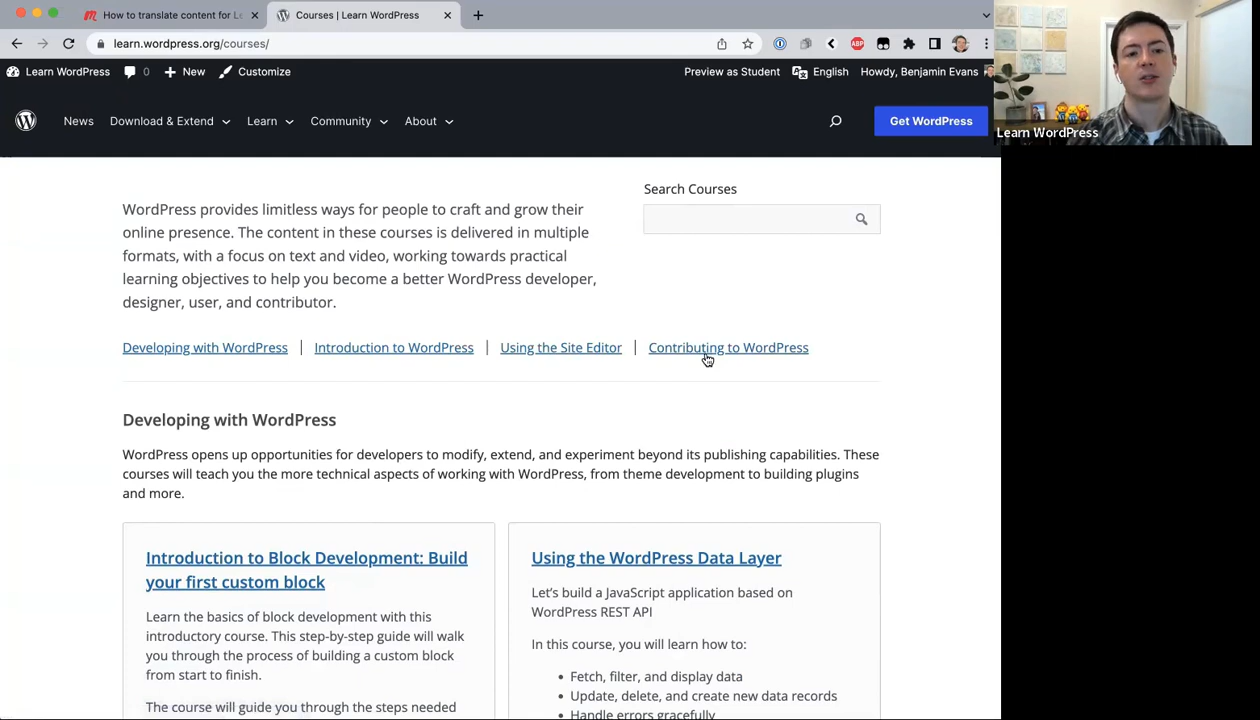 How to translate content for Le
Courses | Learn WordPress
learn.wordpress.org/courses/
ABP
Learn WordPress
0
New
Customize
Preview as Student
English
Howdy, Benjamin Evans
News
Download & Extend
Learn
Community
About
Get WordPress
Learn WordPress
WordPress provides limitless ways for people to craft and grow their
online presence. The content in these courses is delivered in multiple
formats, with a focus on text and video, working towards practical
learning objectives to help you become a better WordPress developer,
designer, user, and contributor.
Search Courses
Developing with WordPress | Introduction to WordPress | Using the Site Editor | Contributing to WordPress
Developing with WordPress
WordPress opens up opportunities for developers to modify, extend, and experiment beyond its publishing capabilities. These
courses will teach you the more technical aspects of working with WordPress, from theme development to building plugins
and more.
Introduction to Block Development: Build
your first custom block
Learn the basics of block development with this
introductory course. This step-by-step guide will walk
you through the process of building a custom block
from start to finish.
The course will guide you through the steps needed
Using the WordPress Data Layer
Let's build a JavaScript application based on
WordPress REST API
In this course, you will learn how to:
• Fetch, filter, and display data
• Update, delete, and create new data records
• Handle errors gracefully